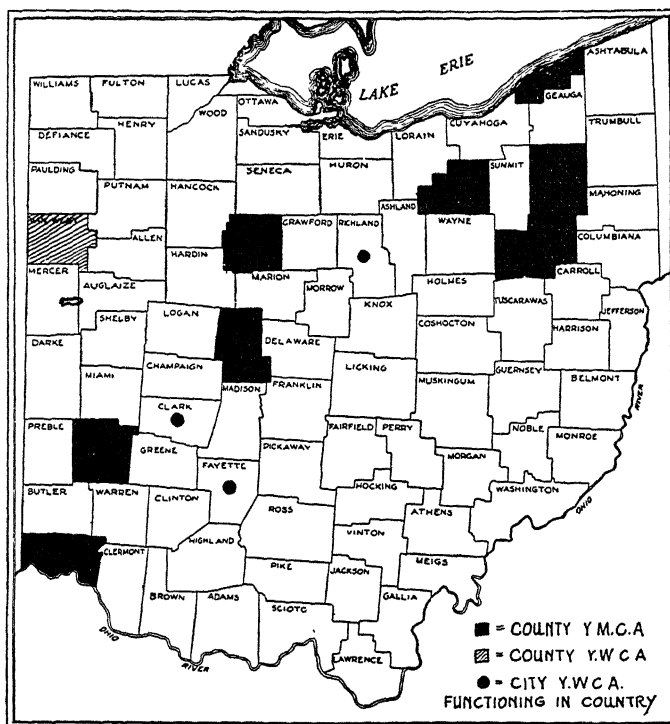 ASHTABULA
LAKE ERIE
WILLIAMS
FULTON
LUCAS
GEAUGA
OTTAWA
WOOD
HENRY
SANDUSKY
ERIE
LORAIN
CUYAHOGA
TRUMBULL
DEFIANCE
HURON
SUMMIT
PAULDING
SENECA
PUTNAM
HANCOCK
ASHLAND
MAHONING
CRAWFORD
RICHLAND
WAYNE
ALLEN
HARDIN
COLUMBIANA
MERCER
MARION
CARROLL
AUGLAIZE
MORROW
HOLMES
KNOX
TUSCARAWAS
JEFFERSON
LOGAN
SHELBY
COSHOCTON
HARRISON
DARKE
DELAWARE
CHAMPAIGN
LICKING
GUERNSEY
MIAMI
MADISON
FRANKLIN
MUSKINGUM
BELMONT
RIVER
CLARK
PREBLE
FAIRFIELD
PERRY
NOBLE
MONROE
GREENE
PICKAWAY
MORGAN
FAYETTE
HOCKING
BUTLER
WARREN
CLINTON
WASHINGTON
OHIO
ROSS
ATHENS
VINTON
HIGHLAND
CLERMONT
MEIGS
PIKE
JACKSON
BROWN
ADAMS
SCIOTO
GALLIA
OHIO
RIVER
LAWRENCE
= COUNTY Y.M.C.A
= COUNTY Y.W C A
= CITY Y.W.C A.
FUNCTIONING IN COUNTRY